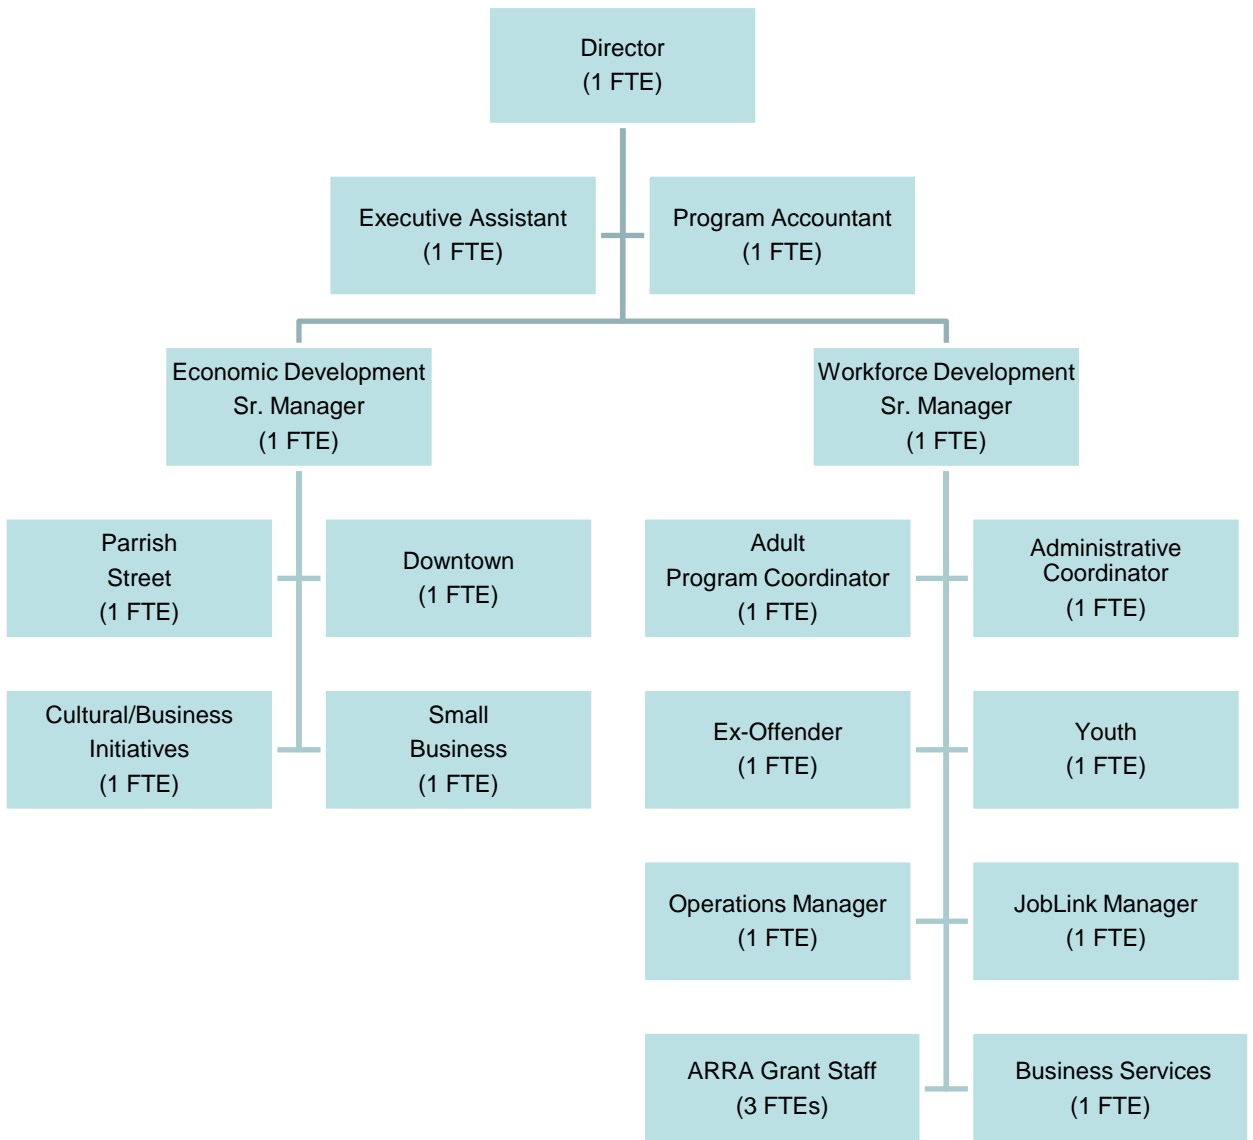 Director
(1 FTE)
Executive Assistant
(1 FTE)
Program Accountant
(1 FTE)
Economic Development
Sr. Manager
(1 FTE)
Workforce Development
Sr. Manager
(1 FTE)
Parrish
Street
(1 FTE)
Downtown
(1 FTE)
Adult
Program Coordinator
(1 FTE)
Administrative
Coordinator
(1 FTE)
Cultural/Business
Initiatives
(1 FTE)
Small
Business
(1 FTE)
Ex-Offender
(1 FTE)
Youth
(1 FTE)
Operations Manager
(1 FTE)
JobLink Manager
(1 FTE)
ARRA Grant Staff
(3 FTEs)
Business Services
(1 FTE)